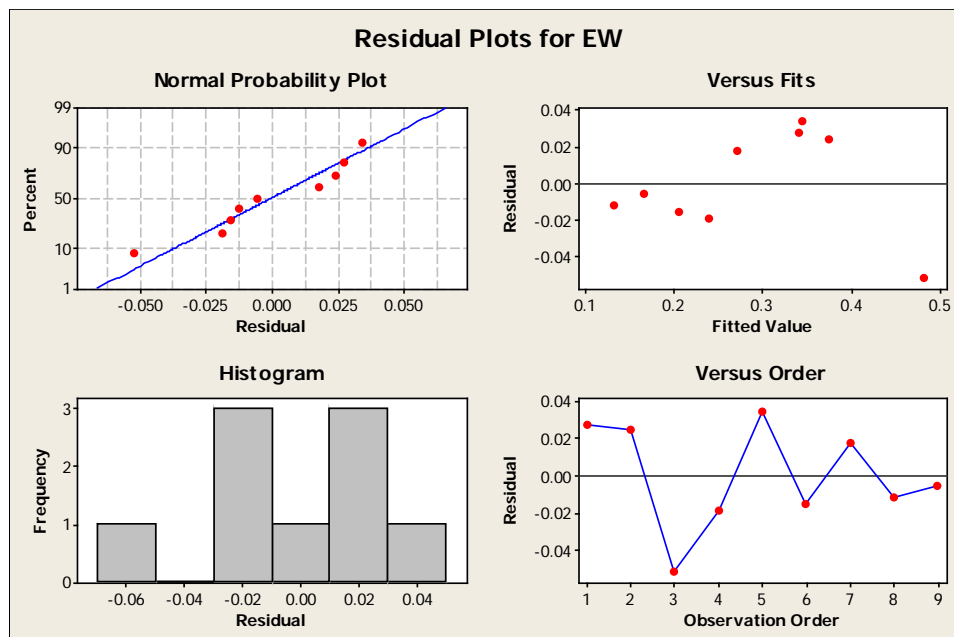 Residual Plots for EW
Normal Probability Plot
99
90
50
10
1
Percent
-0.050 -0.025 0.000 0.025 0.050
Residual
Versus Fits
0.04
0.02
0.00
-0.02
-0.04
Residual
0.1 0.2 0.3 0.4 0.5
Fitted Value
Histogram
3
2
1
0
Frequency
-0.06 -0.04 -0.02 0.00 0.02 0.04
Residual
Versus Order
0.04
0.02
0.00
-0.02
-0.04
Residual
1 2 3 4 5 6 7 8 9
Observation Order